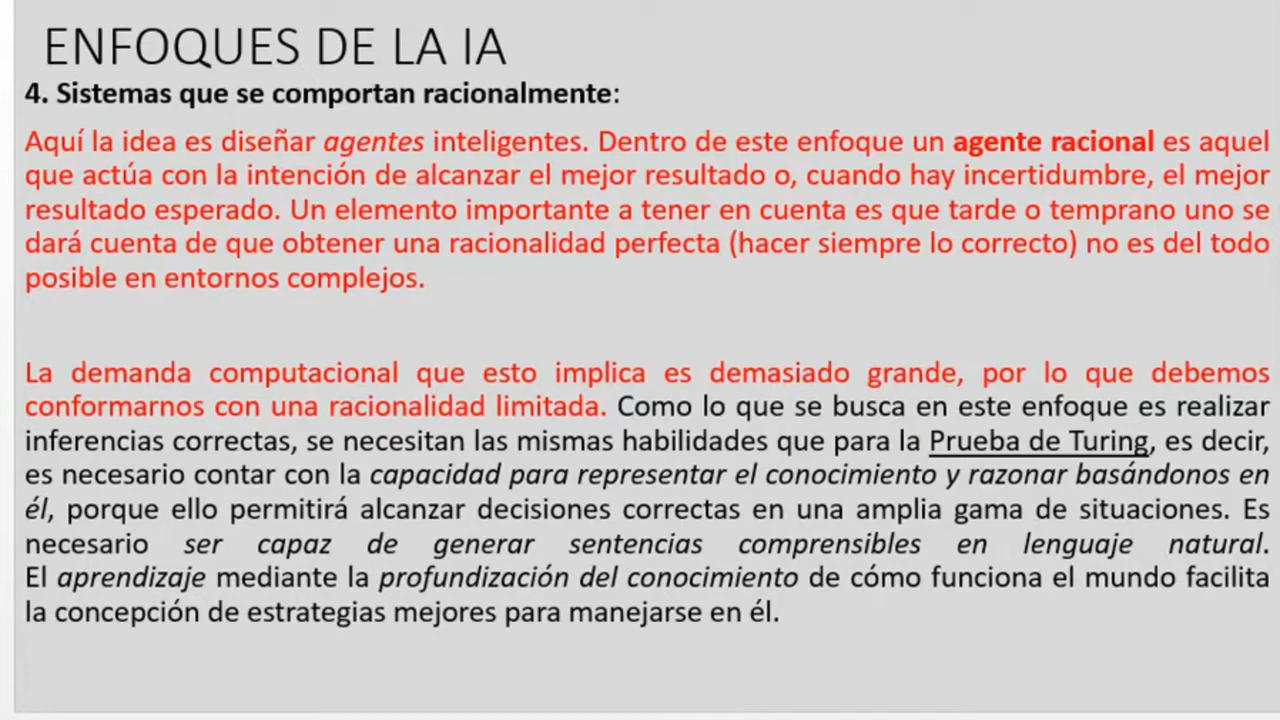 ENFOQUES DE LA IA
4. Sistemas que se comportan racionalmente:
Aquí la idea es diseñar agentes inteligentes. Dentro de este enfoque un agente racional es aquel
que actúa con la intención de alcanzar el mejor resultado o, cuando hay incertidumbre, el mejor
resultado esperado. Un elemento importante a tener en cuenta es que tarde o temprano uno se
dará cuenta de que obtener una racionalidad perfecta (hacer siempre lo correcto) no es del todo
posible en entornos complejos.
La demanda computacional que esto implica es demasiado grande, por lo que debemos
conformarnos con una racionalidad limitada. Como lo que se busca en este enfoque es realizar
inferencias correctas, se necesitan las mismas habilidades que para la Prueba de Turing, es decir,
es necesario contar con la capacidad para representar el conocimiento y razonar basándonos en
él, porque ello permitirá alcanzar decisiones correctas en una amplia gama de situaciones. Es
necesario ser capaz de generar sentencias comprensibles en lenguaje natural.
El aprendizaje mediante la profundización del conocimiento de cómo funciona el mundo facilita
la concepción de estrategias mejores para manejarse en él.